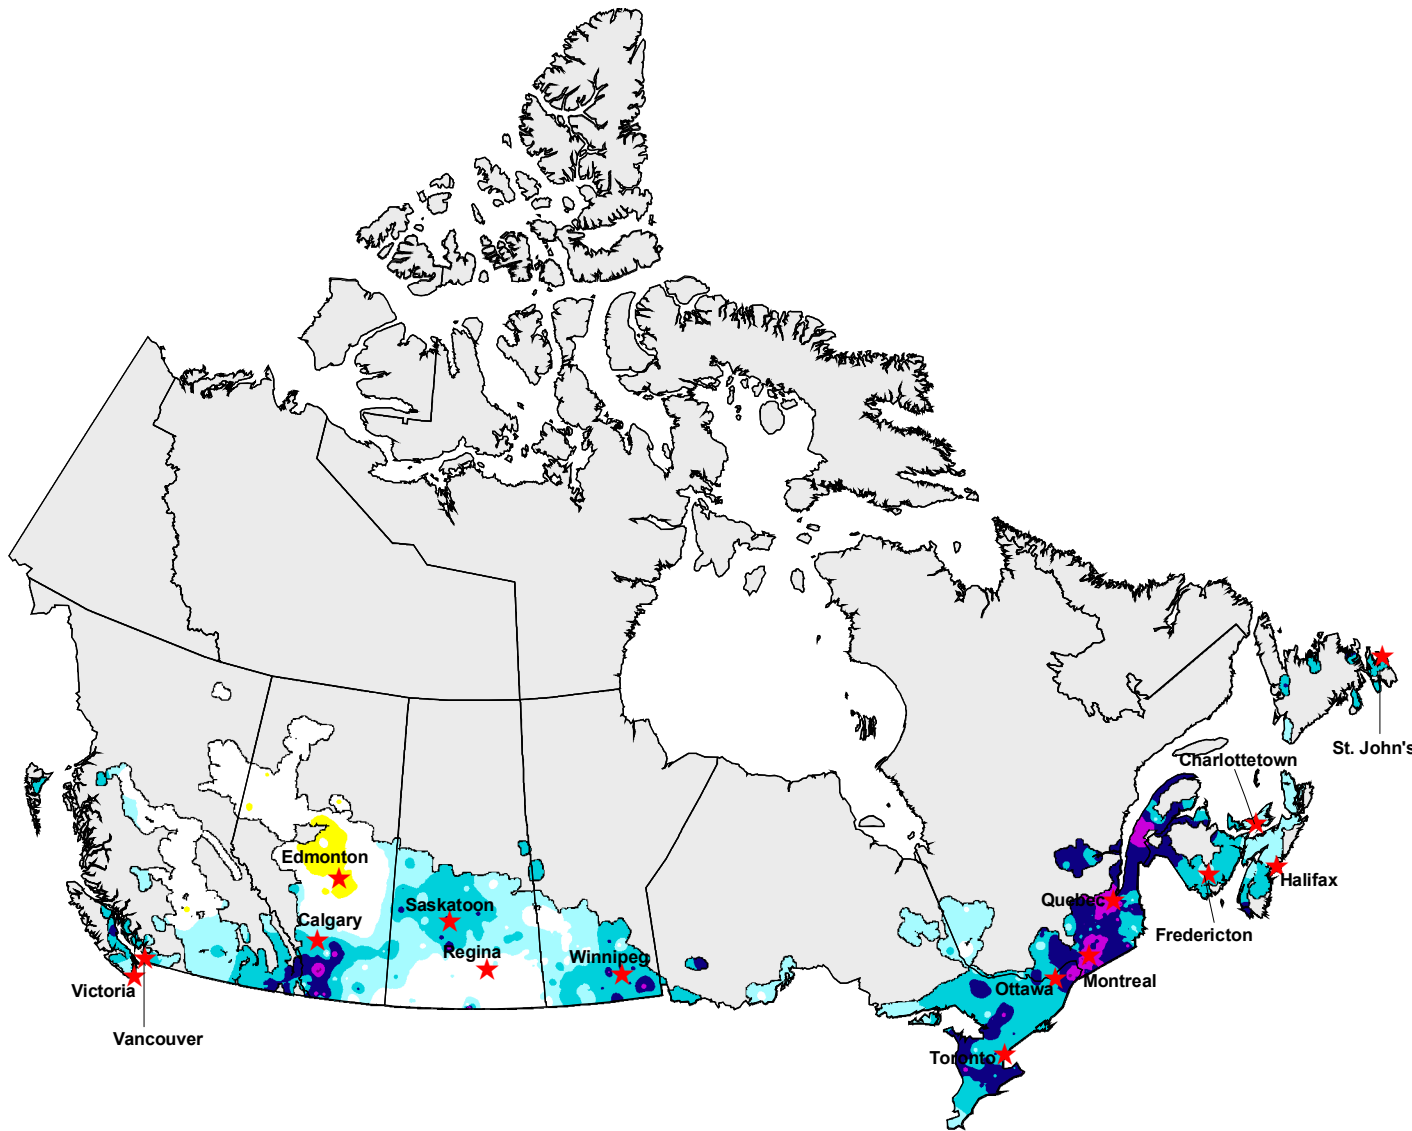 St. John's
Charlottetown
Edmonton
Halifax
Quebec
Saskatoon
Calgary
Fredericton
Regina
Winnipeg
Montreal
Ottawa
Victoria
Vancouver
Toronto